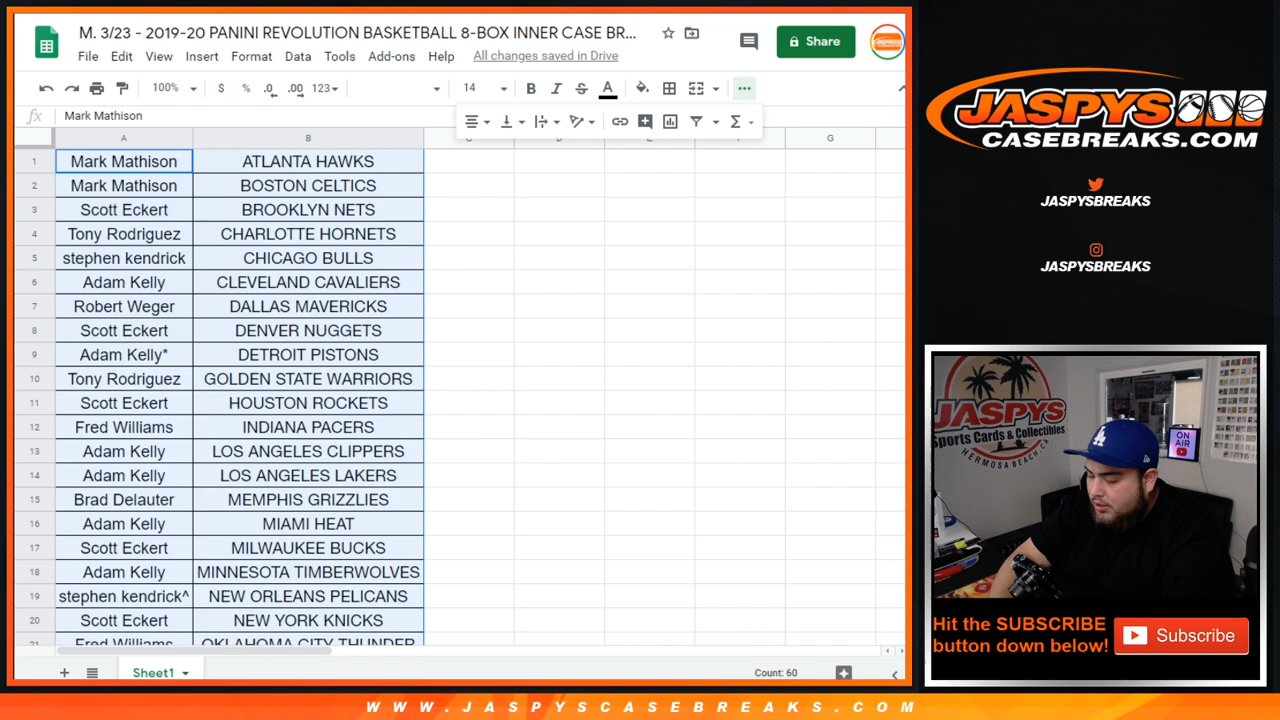 M. 3/23 - 2019-20 PANINI REVOLUTION BASKETBALL 8-BOX INNER CASE BR...
File Edit View Insert Format Data Tools Add-ons Help All changes saved in Drive
Share
100% $ % .0 .00 123 14 B I S A
fx Mark Mathison
A B G
1 Mark Mathison ATLANTA HAWKS
2 Mark Mathison BOSTON CELTICS
3 Scott Eckert BROOKLYN NETS
4 Tony Rodriguez CHARLOTTE HORNETS
5 stephen kendrick CHICAGO BULLS
6 Adam Kelly CLEVELAND CAVALIERS
7 Robert Weger DALLAS MAVERICKS
8 Scott Eckert DENVER NUGGETS
9 Adam Kelly* DETROIT PISTONS
10 Tony Rodriguez GOLDEN STATE WARRIORS
11 Scott Eckert HOUSTON ROCKETS
12 Fred Williams INDIANA PACERS
13 Adam Kelly LOS ANGELES CLIPPERS
14 Adam Kelly LOS ANGELES LAKERS
15 Brad Delauter MEMPHIS GRIZZLIES
16 Adam Kelly MIAMI HEAT
17 Scott Eckert MILWAUKEE BUCKS
18 Adam Kelly MINNESOTA TIMBERWOLVES
19 stephen kendrick^ NEW ORLEANS PELICANS
20 Scott Eckert NEW YORK KNICKS
21 Fred Williams OKLAHOMA CITY THUNDER
Sheet1
Count: 60
JASPYS
CASEBREAKS.COM
JASPYSBREAKS
JASPYSBREAKS
JASPYS
Sports Cards & Collectibles
HERMOSA BEACH, CA
ON
AIR
LA
Hit the SUBSCRIBE
button down below!
Subscribe
WWW.JASPYSCASEBREAKS.COM